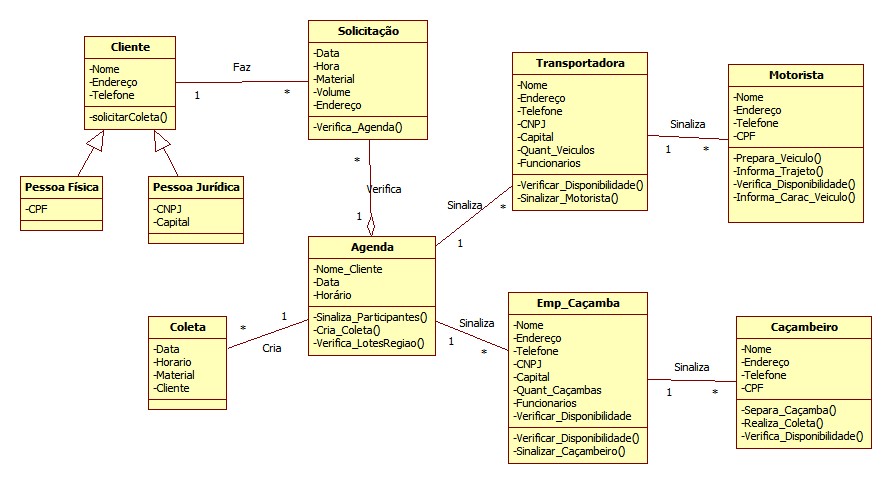 Cliente
-Nome
-Endereço
-Telefone
-solicitarColeta()
Faz
1
*
Solicitação
-Data
-Hora
-Material
-Volume
-Endereço
-Verifica_Agenda()
Pessoa Física
-CPF
Pessoa Jurídica
-CNPJ
-Capital
*
Verifica
1
Agenda
-Nome_Cliente
-Data
-Horário
-Sinaliza_Participantes()
-Cria_Coleta()
-Verifica_LotesRegiao()
Sinaliza
1
*
Transportadora
-Nome
-Endereço
-Telefone
-CNPJ
-Capital
-Quant_Veiculos
-Funcionarios
-Verificar_Disponibilidade()
-Sinalizar_Motorista()
Sinaliza
1
*
Motorista
-Nome
-Endereço
-Telefone
-CPF
-Prepara_Veiculo()
-Informa_Trajeto()
-Verifica_Disponibilidade()
-Informa_Carac_Veiculo()
Coleta
-Data
-Horario
-Material
-Cliente
*
1
Cria
Sinaliza
1
*
Emp_Caçamba
-Nome
-Endereço
-Telefone
-CNPJ
-Capital
-Quant_Caçambas
-Funcionarios
-Verificar_Disponibilidade
-Verificar_Disponibilidade()
-Sinalizar_Caçambeiro()
Sinaliza
1
*
Caçambeiro
-Nome
-Endereço
-Telefone
-CPF
-Separa_Caçamba()
-Realiza_Coleta()
-Verifica_Disponibilidade()